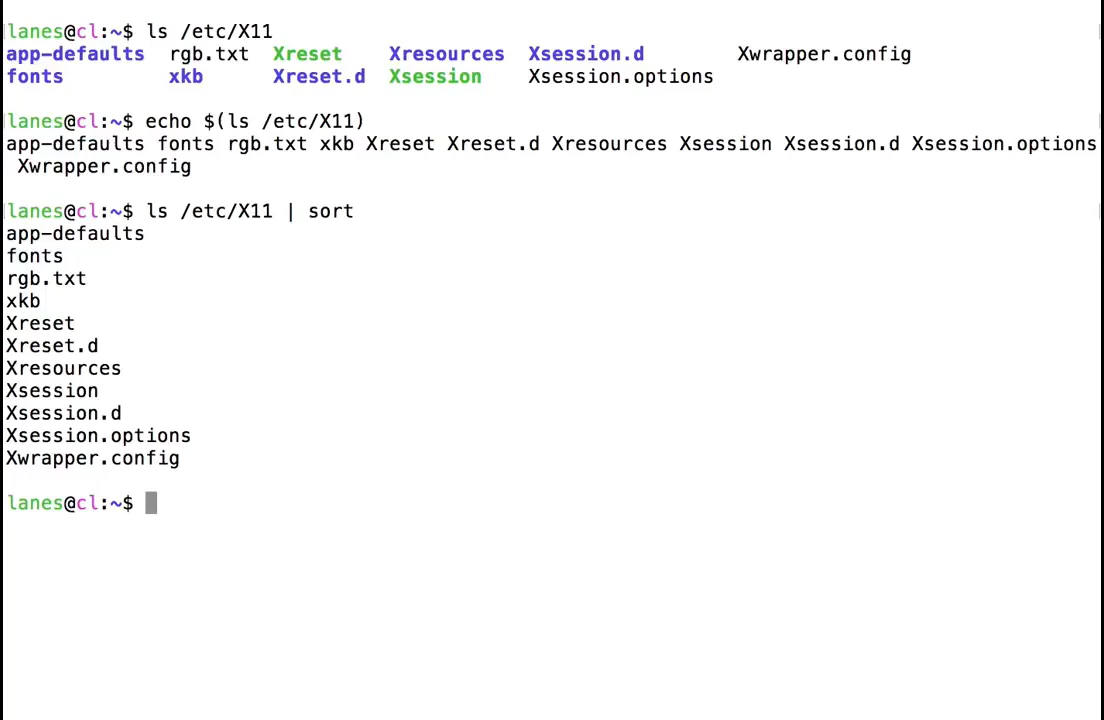 lanes@cl:~$ ls /etc/X11
app-defaults rgb.txt Xreset Xresources Xsession.d Xwrapper.config
fonts xkb Xreset.d Xsession Xsession.options
lanes@cl:~$ echo $(ls /etc/X11)
app-defaults fonts rgb.txt xkb Xreset Xreset.d Xresources Xsession Xsession.d Xsession.options
Xwrapper.config
lanes@cl:~$ ls /etc/X11 | sort
app-defaults
fonts
rgb.txt
xkb
Xreset
Xreset.d
Xresources
Xsession
Xsession.d
Xsession.options
Xwrapper.config
lanes@cl:~$